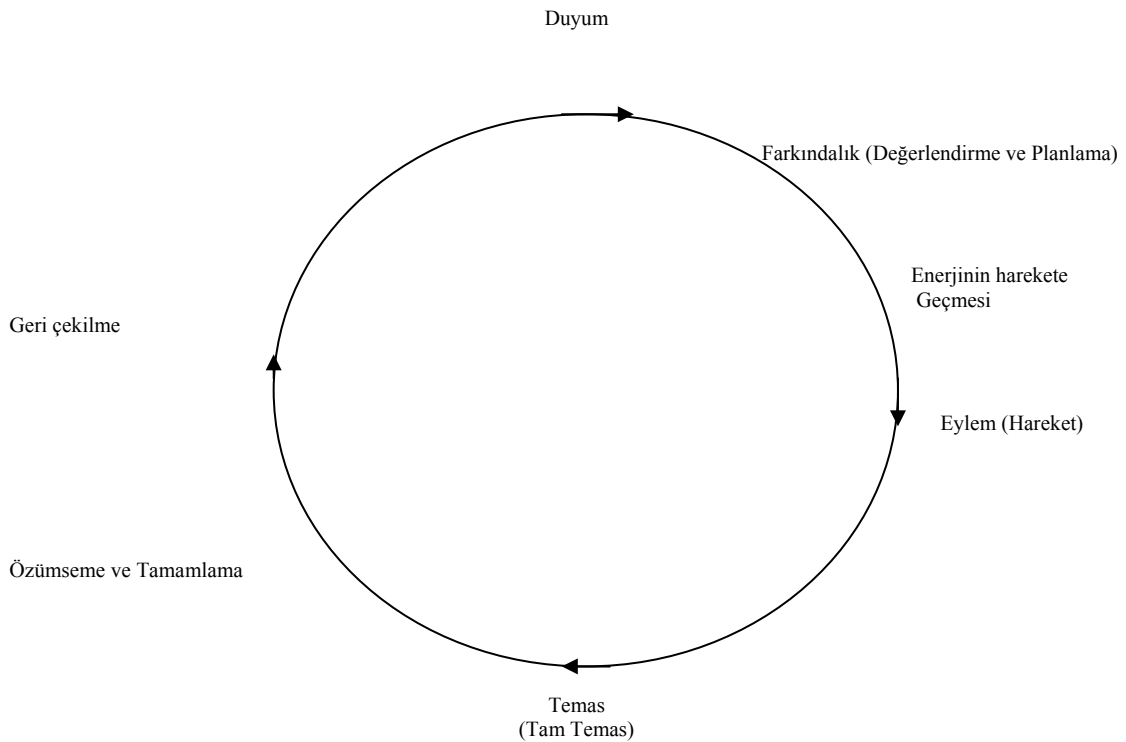 Duyum
Farkındalık (Değerlendirme ve Planlama)
Enerjinin harekete
Geçmesi
Geri çekilme
Eylem (Hareket)
Özümseme ve Tamamlama
Temas
(Tam Temas)